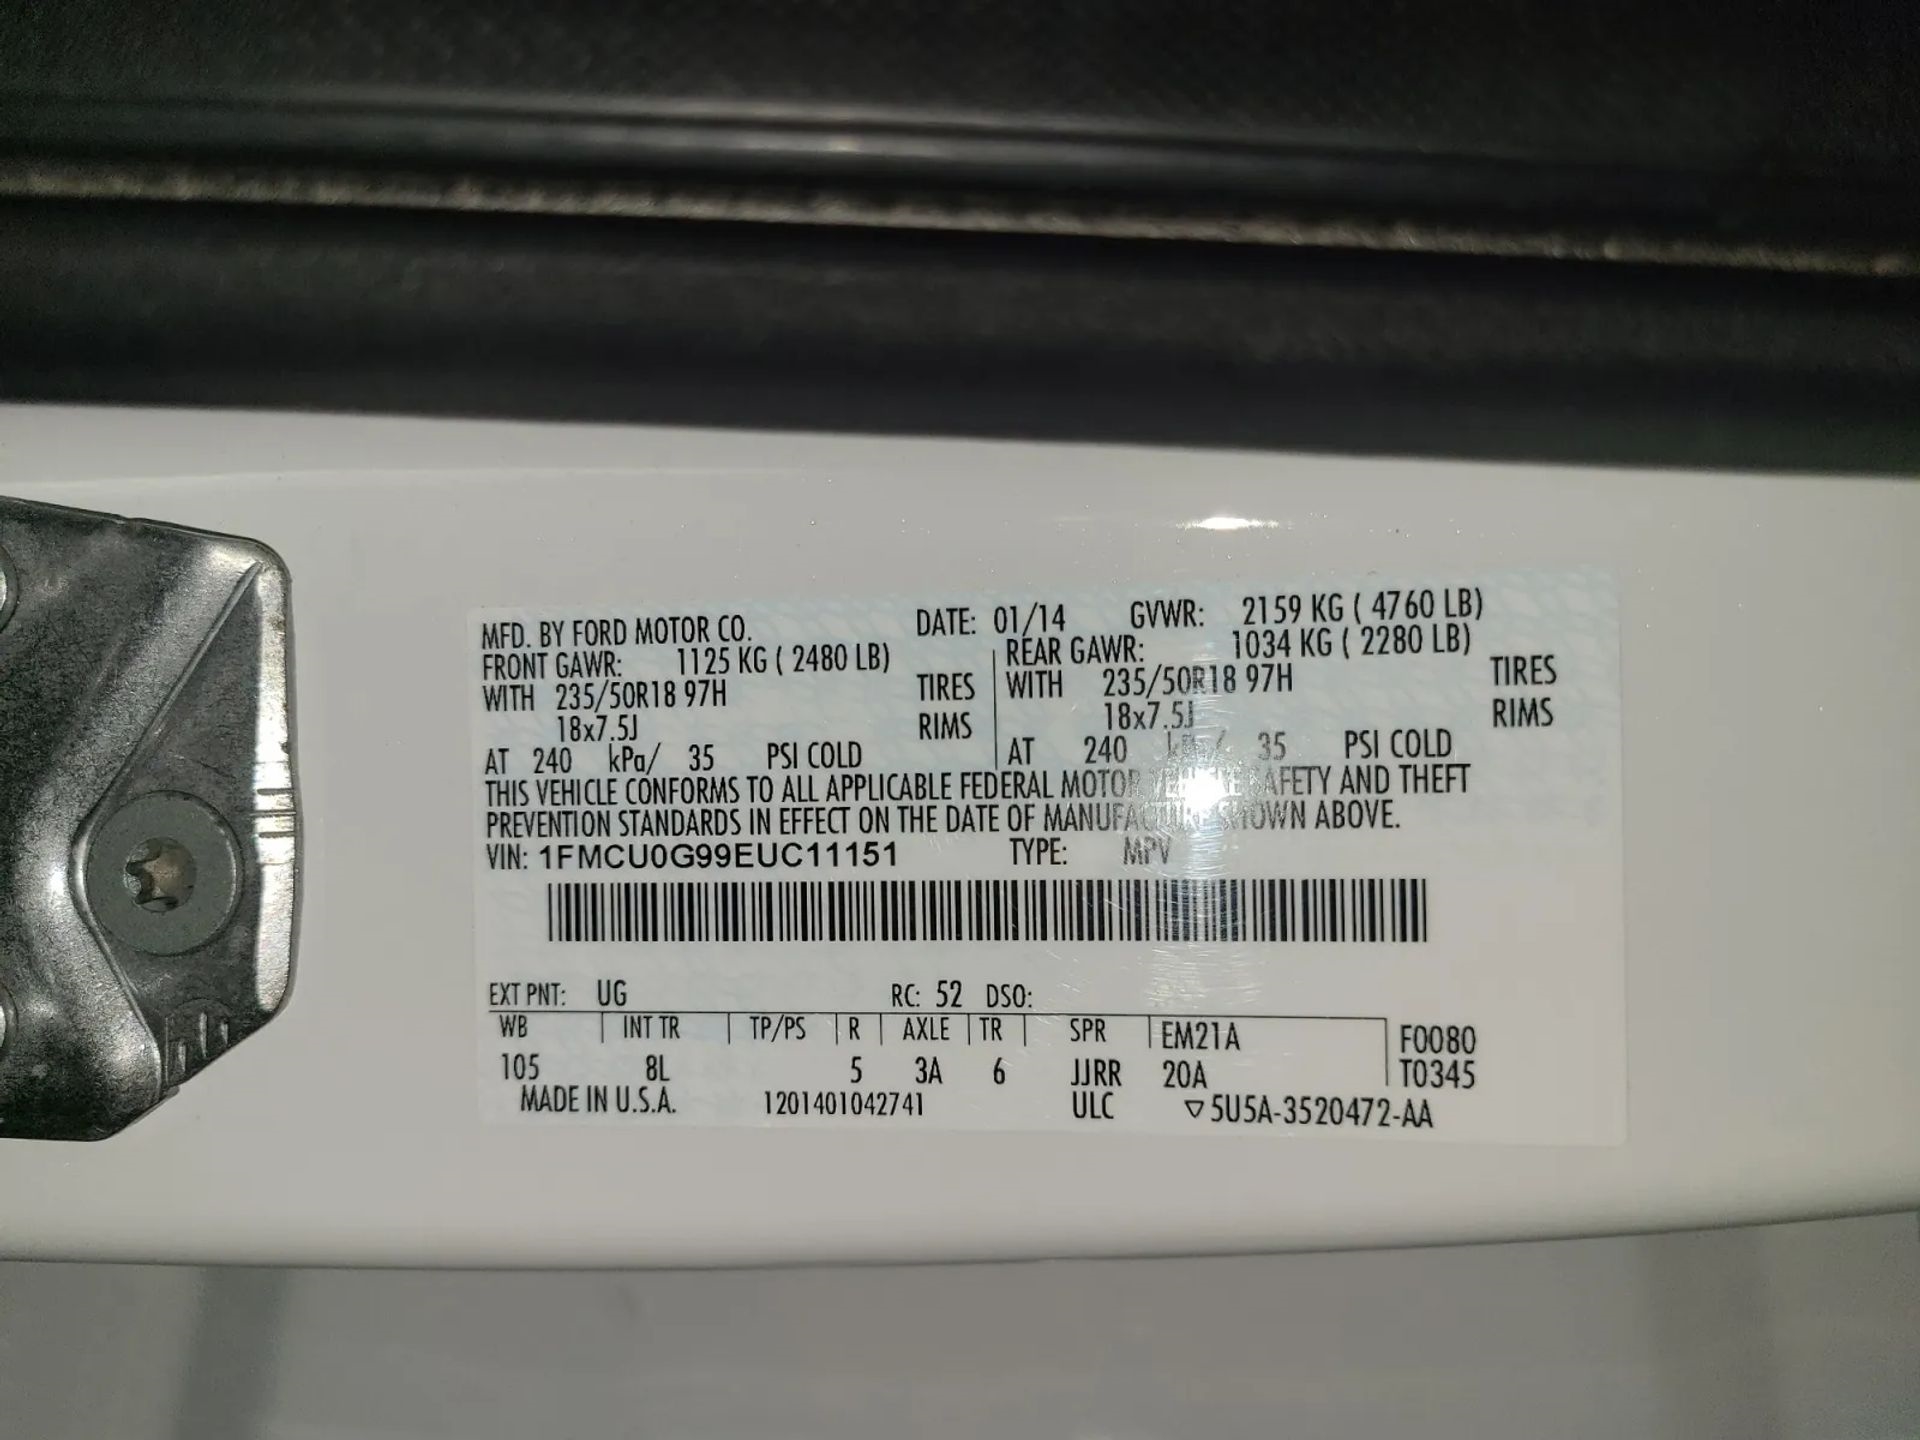 MFD. BY FORD MOTOR CO. DATE: 01/14 GVWR: 2159 KG ( 4760 LB)
FRONT GAWR: 1125 KG ( 2480 LB) REAR GAWR: 1034 KG ( 2280 LB)
WITH 235/50R18 97H TIRES WITH 235/50R18 97H TIRES
18x7.5J RIMS 18x7.5J RIMS
AT 240 kPa/ 35 PSI COLD AT 240 kPa/ 35 PSI COLD
THIS VEHICLE CONFORMS TO ALL APPLICABLE FEDERAL MOTOR VEHICLE SAFETY AND THEFT
PREVENTION STANDARDS IN EFFECT ON THE DATE OF MANUFACTURE SHOWN ABOVE.
VIN: 1FMCU0G99EUC11151 TYPE: MPV
EXT PNT: UG RC: 52 DSO:
WB INT TR TP/PS R AXLE TR SPR EM21A F0080
105 8L 5 3A 6 JJRR 20A T0345
MADE IN U.S.A. 1201401042741 ULC ▽5U5A-3520472-AA